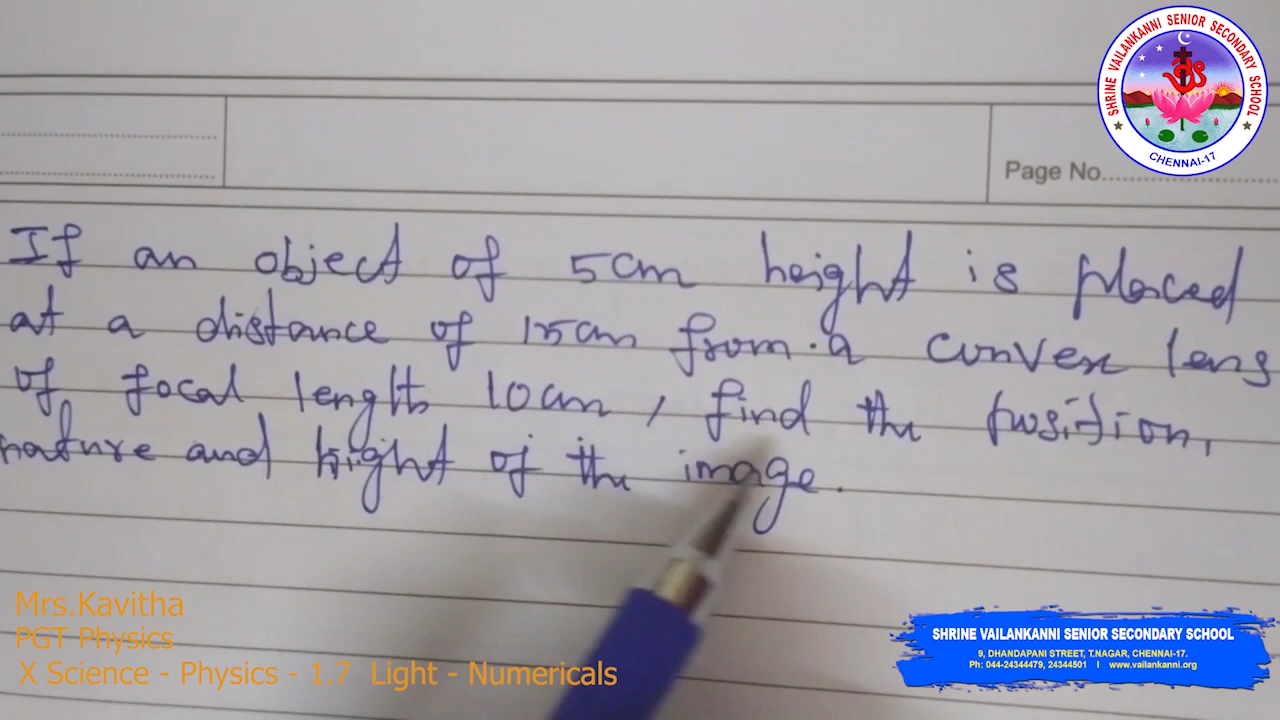 SHRINE VAILANKANNI SENIOR SECONDARY SCHOOL
CHENNAI-17
Page No.
If an object of 5cm height is placed
at a distance of 15cm from a convex lens
of focal length 10cm, find the position,
nature and hight of the image.
Mrs.Kavitha
PGT Physics
X Science - Physics - 1.7 Light - Numericals
SHRINE VAILANKANNI SENIOR SECONDARY SCHOOL
9, DHANDAPANI STREET, T.NAGAR, CHENNAI-17.
Ph: 044-24344479, 24344501 | www.vailankanni.org